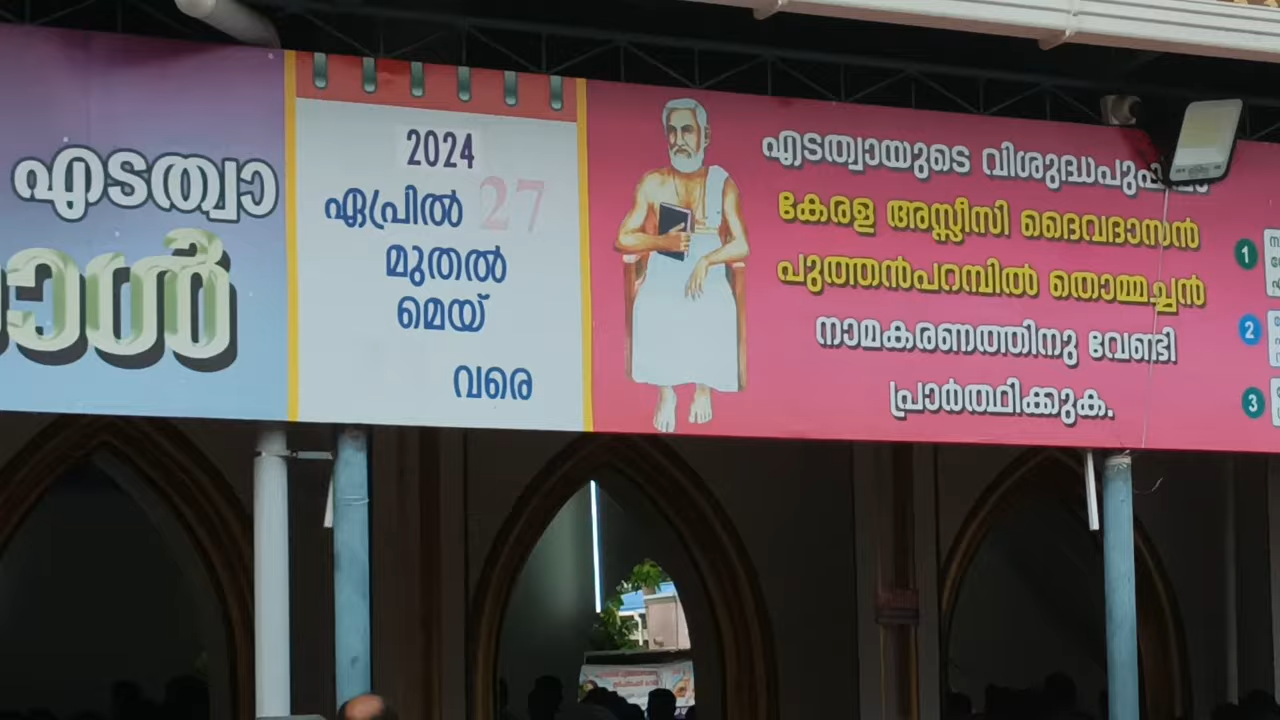 എടത്വാ
2024
ഏപ്രിൽ 27
മുതൽ
മെയ്
വരെ
എടത്വായുടെ വിശുദ്ധ
കേരള അസ്സീസി ദൈവദാസൻ
പുത്തൻപറമ്പിൽ തൊമ്മച്ചൻ
നാമകരണത്തിനു വേണ്ടി
പ്രാർത്ഥിക്കുക.
1
2
3